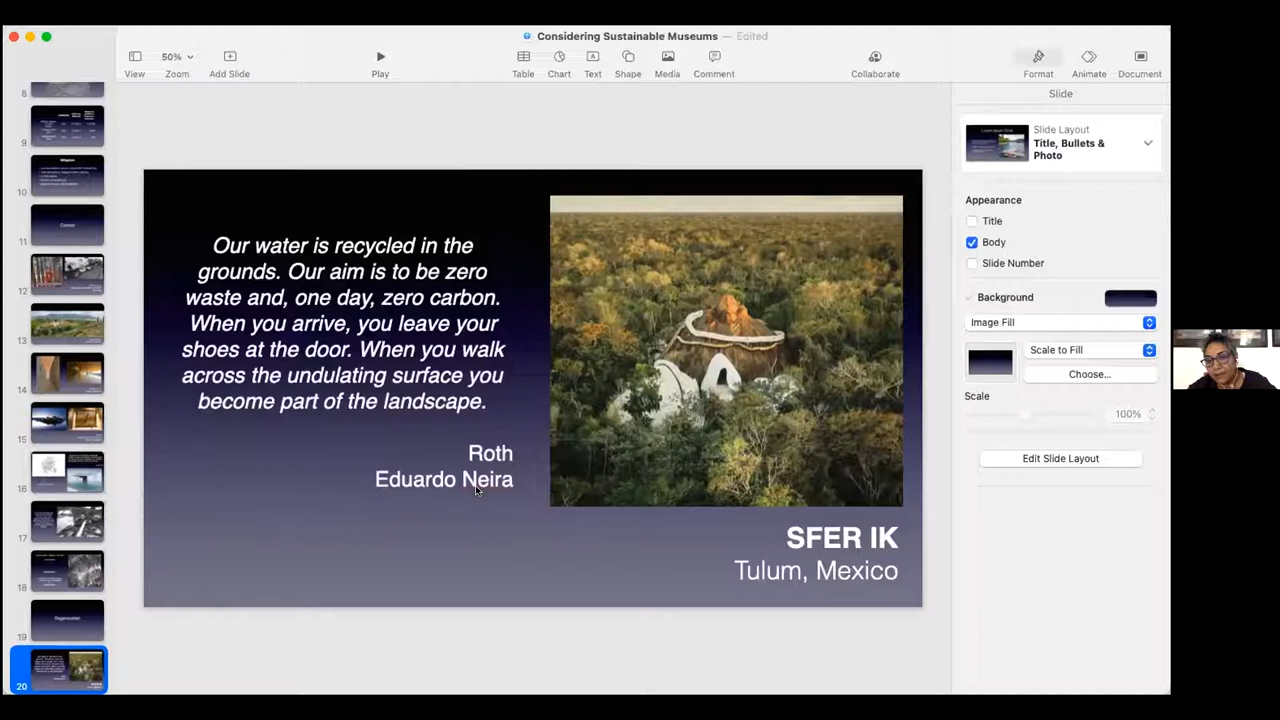 Considering Sustainable Museums — Edited
View
50%
Zoom
Add Slide
Play
Table
Chart
Text
Shape
Media
Comment
Collaborate
Format
Animate
Document
8
9
10
11
12
13
14
15
16
17
18
19
20
Our water is recycled in the
grounds. Our aim is to be zero
waste and, one day, zero carbon.
When you arrive, you leave your
shoes at the door. When you walk
across the undulating surface you
become part of the landscape.
Roth
Eduardo Neira
SFER IK
Tulum, Mexico
Slide
Slide Layout
Title, Bullets &
Photo
Appearance
Title
Body
Slide Number
Background
Image Fill
Scale to Fill
Choose...
Scale
100%
Edit Slide Layout